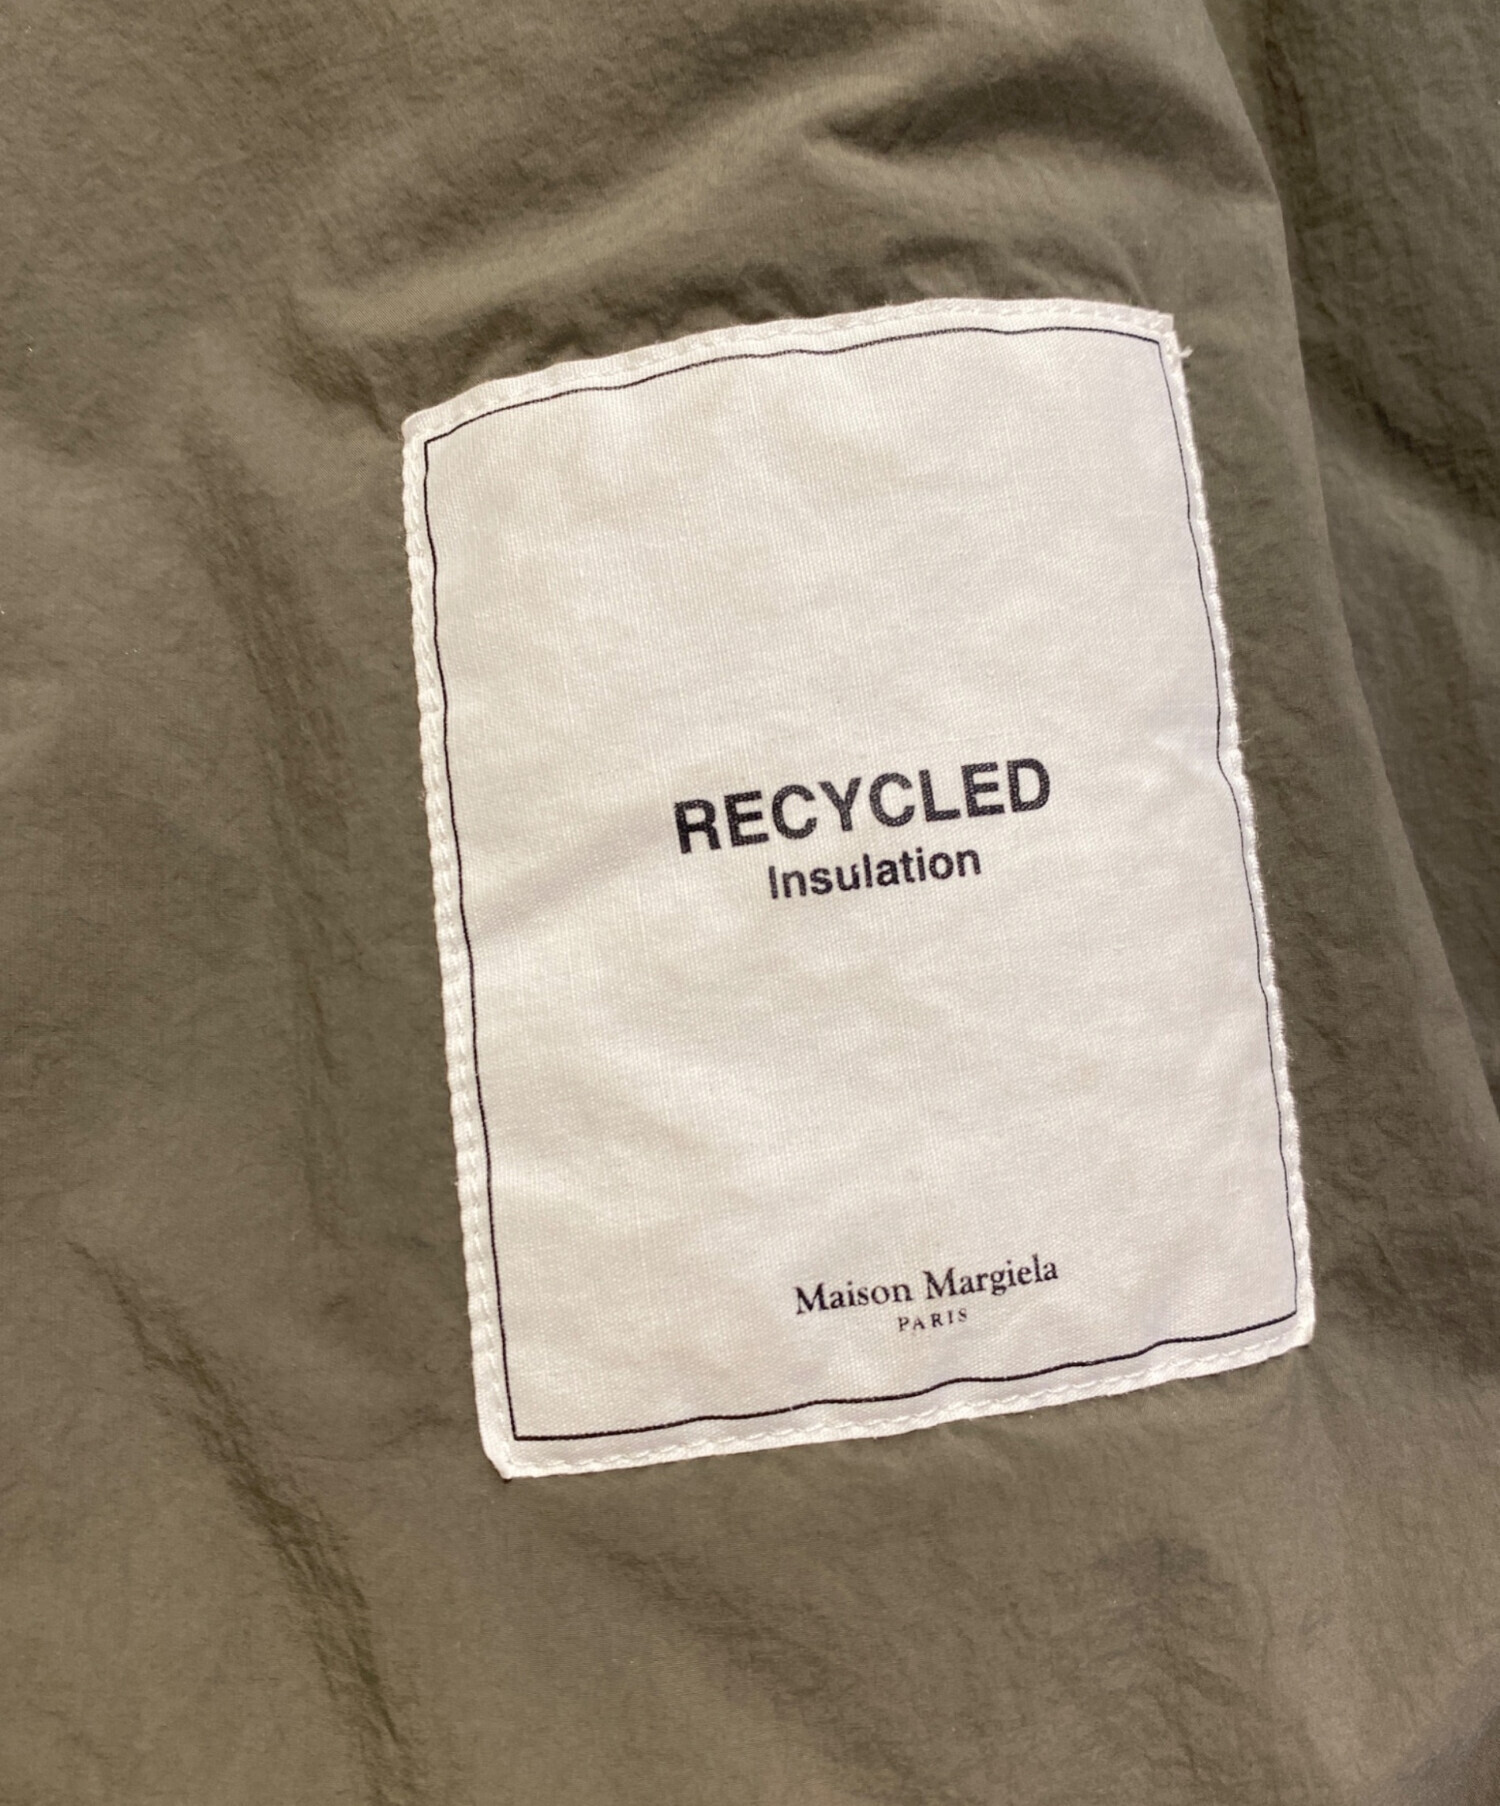 RECYCLED
Insulation
Maison Margiela
PARIS